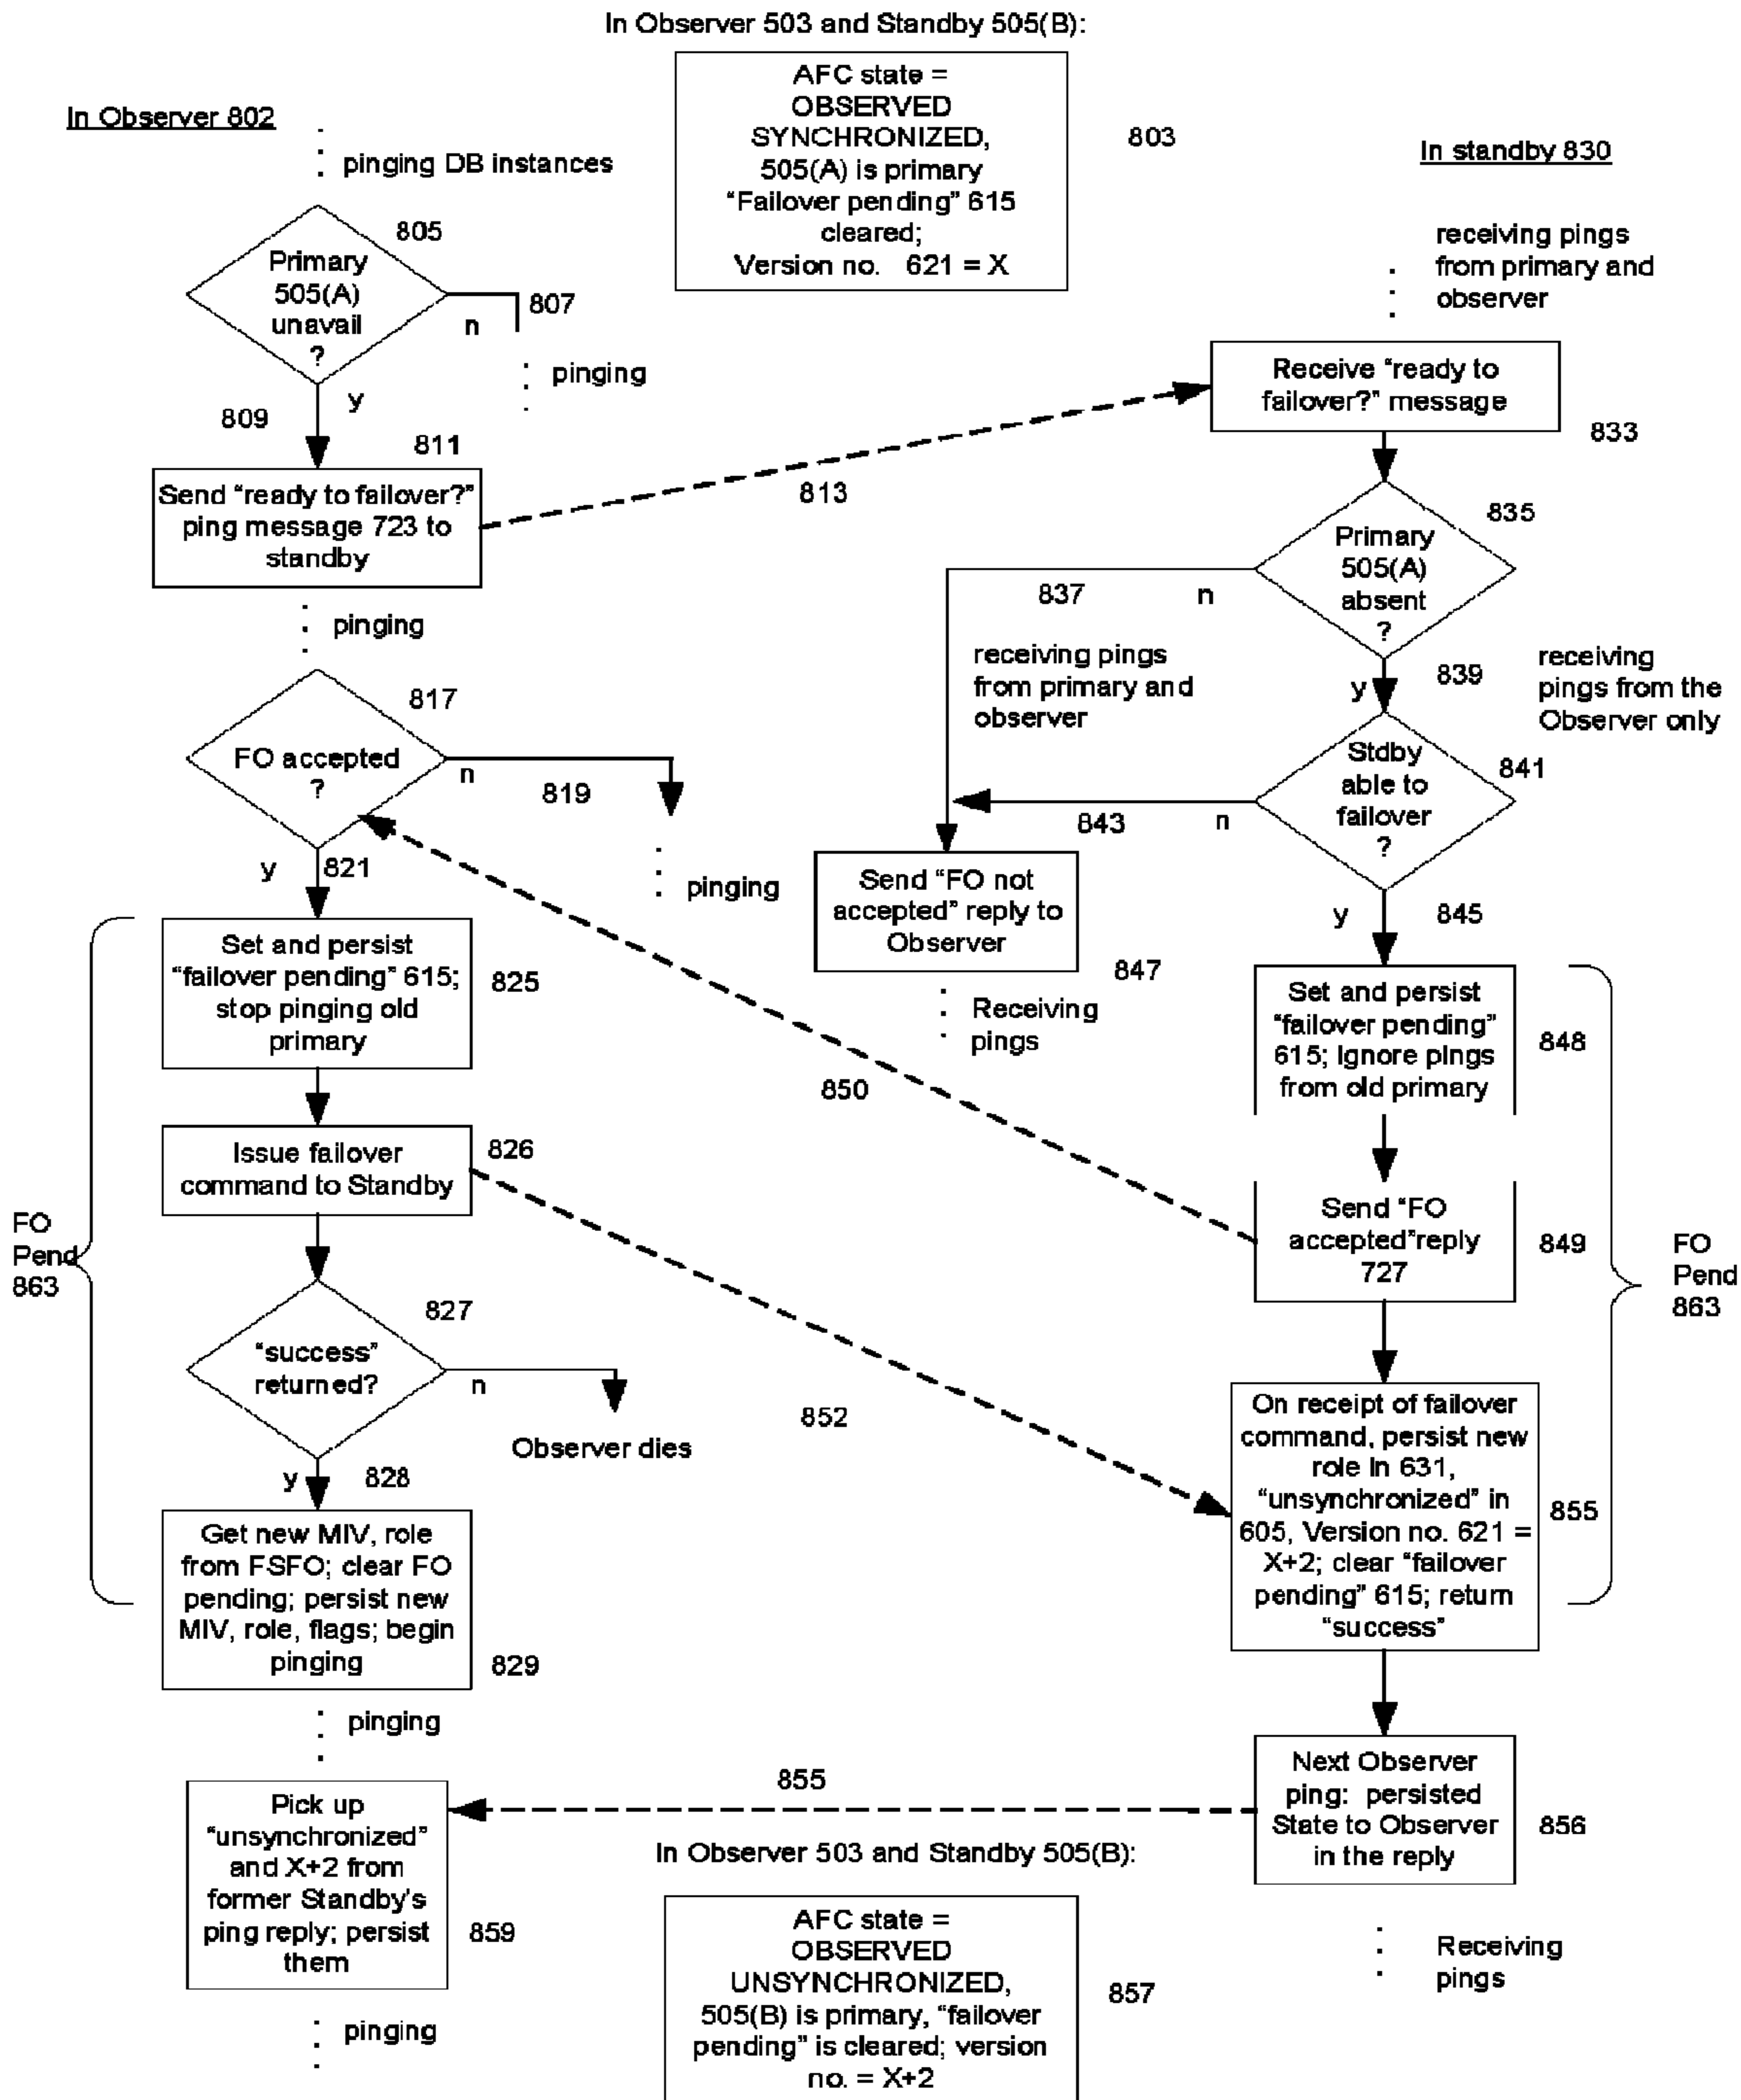 In Observer 503 and Standby 505(B):
AFC state =
OBSERVED
SYNCHRONIZED,
505(A) is primary
“Failover pending” 615
cleared;
Version no. 621 = X
803
In Observer 802
pinging DB instances
805
Primary
505(A)
unavail
?
n
807
pinging
y
809
811
Send “ready to failover?”
ping message 723 to
standby
813
pinging
817
FO accepted
?
n
819
pinging
y
821
Set and persist
“failover pending” 615;
stop pinging old
primary
825
Issue failover
command to Standby
826
FO
Pend
863
827
“success”
returned?
n
Observer dies
y
828
Get new MIV, role
from FSFO; clear FO
pending; persist new
MIV, role, flags; begin
pinging
829
pinging
Pick up
“unsynchronized”
and X+2 from
former Standby's
ping reply; persist
them
859
pinging
In standby 830
receiving pings
from primary and
observer
Receive “ready to
failover?” message
833
835
Primary
505(A)
absent
?
837
n
receiving pings
from primary and
observer
y
839
receiving
pings from the
Observer only
Stdby
able to
failover
?
841
843
n
Send “FO not
accepted” reply to
Observer
847
Receiving
pings
y
845
Set and persist
“failover pending”
615; ignore pings
from old primary
848
850
Send “FO
accepted”reply
727
849
FO
Pend
863
852
On receipt of failover
command, persist new
role in 631,
“unsynchronized” in
605, Version no. 621 =
X+2; clear “failover
pending” 615; return
“success”
855
Next Observer
ping: persisted
State to Observer
in the reply
856
855
Receiving
pings
In Observer 503 and Standby 505(B):
AFC state =
OBSERVED
UNSYNCHRONIZED,
505(B) is primary, “failover
pending” is cleared; version
no. = X+2
857